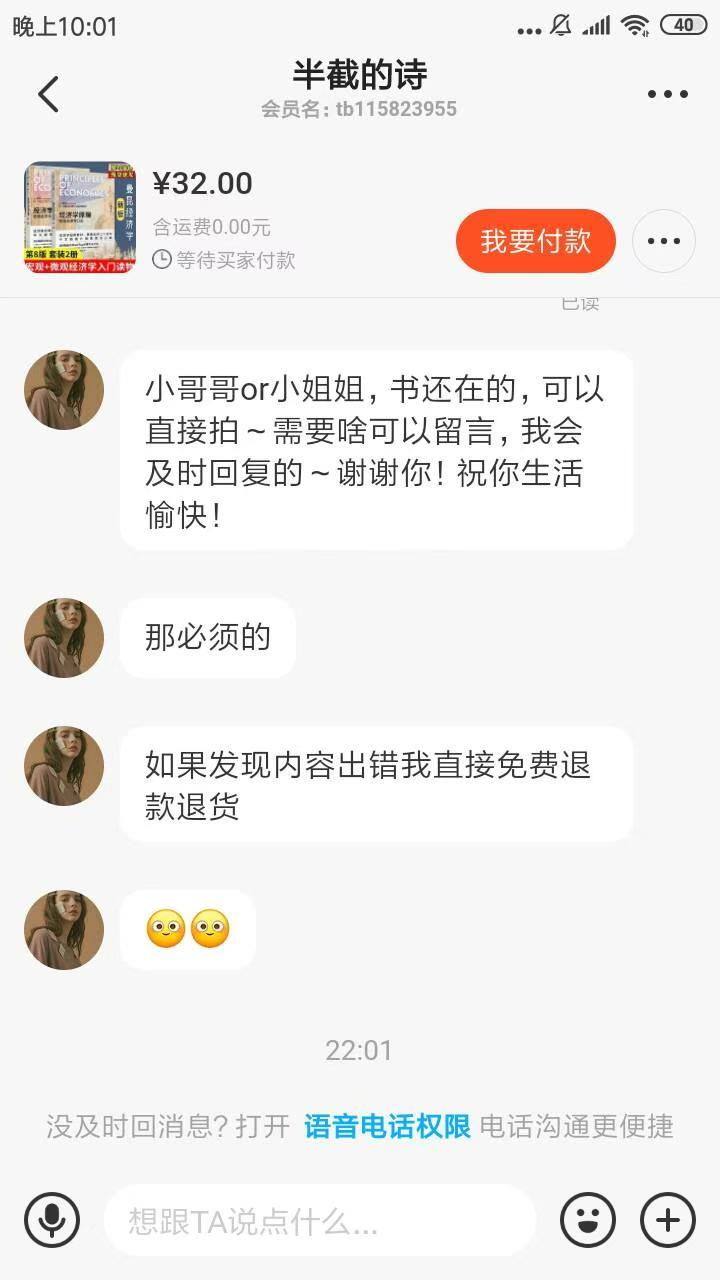 晚上10:01
40
半截的诗
会员名：tb115823955
¥32.00
含运费0.00元
等待买家付款
我要付款
PRINCIPLES
OF
ECONOMICS
经济学原理
曼昆经济学
第8版 套装2册
宏观+微观经济学入门读物
已读
小哥哥or小姐姐，书还在的，可以
直接拍～需要啥可以留言，我会
及时回复的～谢谢你！祝你生活
愉快！
那必须的
如果发现内容出错我直接免费退
款退货
22:01
没及时回消息？打开 语音电话权限 电话沟通更便捷
想跟TA说点什么...